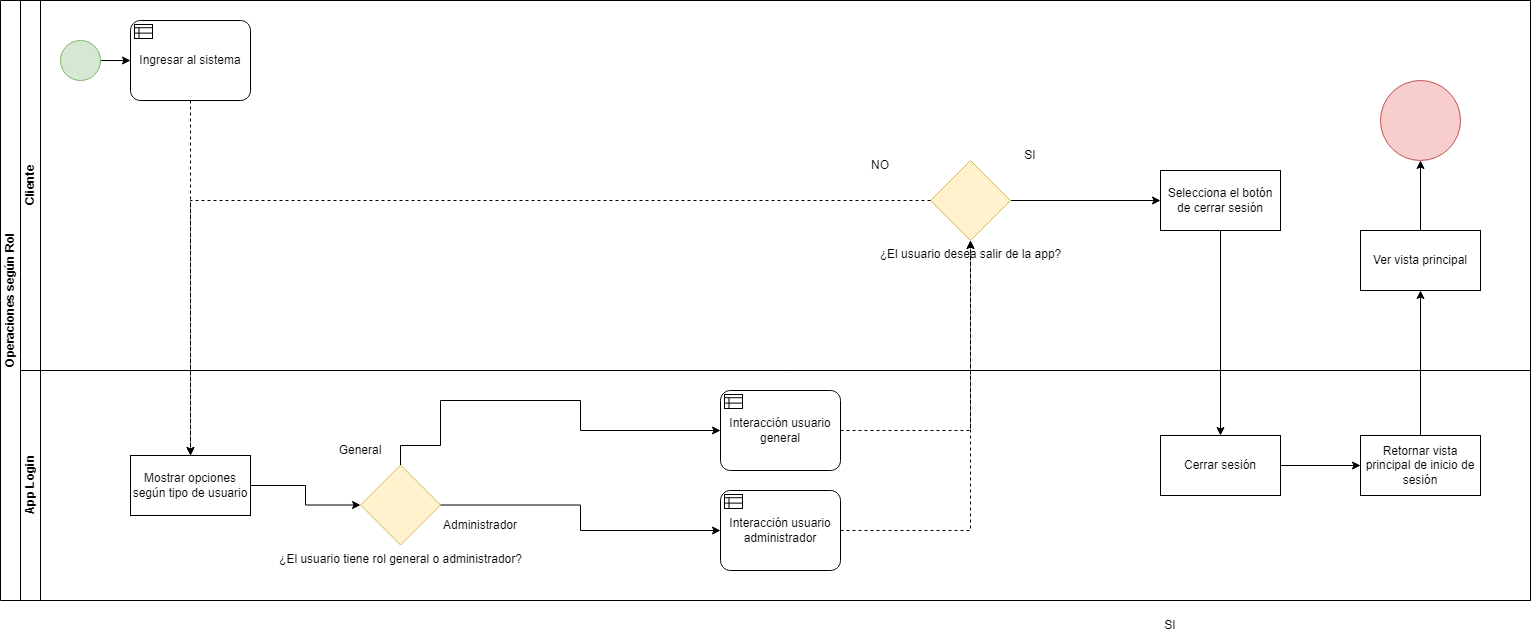 Operaciones según Rol
Cliente
Ingresar al sistema
NO
SI
¿El usuario desea salir de la app?
Selecciona el botón
de cerrar sesión
Ver vista principal
App Login
Mostrar opciones
según tipo de usuario
General
Administrador
¿El usuario tiene rol general o administrador?
Interacción usuario
general
Interacción usuario
administrador
Cerrar sesión
Retornar vista
principal de inicio de
sesión
SI